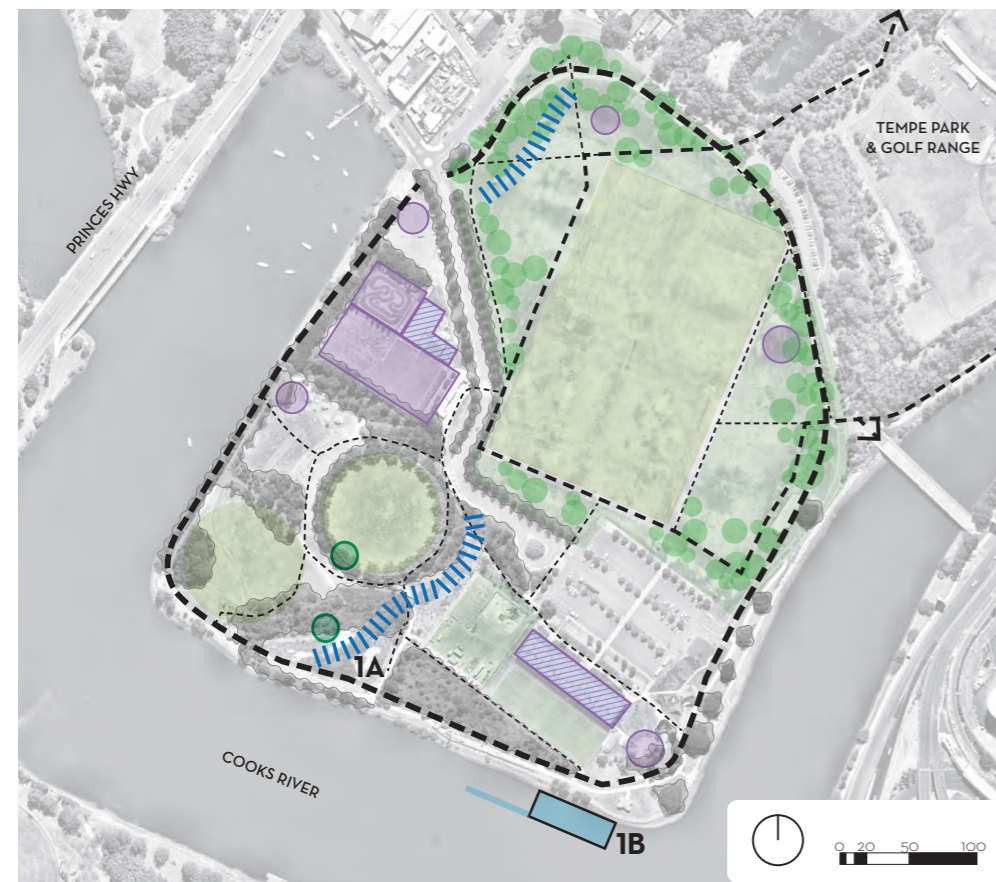 PRINCES HWY
TEMPE PARK
& GOLF RANGE
1A
COOKS RIVER
1B
0 20 50 100